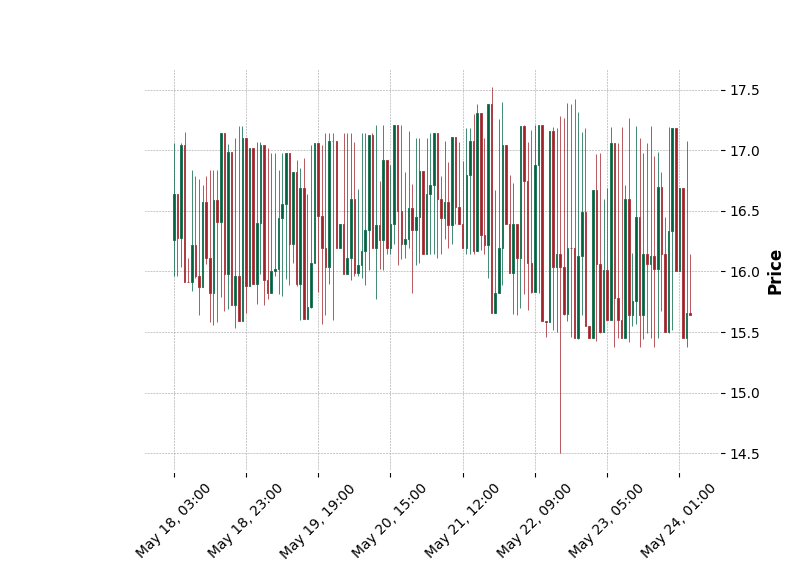 17.5
17.0
16.5
16.0
15.5
15.0
14.5
Price
May 18, 03:00
May 18, 23:00
May 19, 19:00
May 20, 15:00
May 21, 12:00
May 22, 09:00
May 23, 05:00
May 24, 01:00